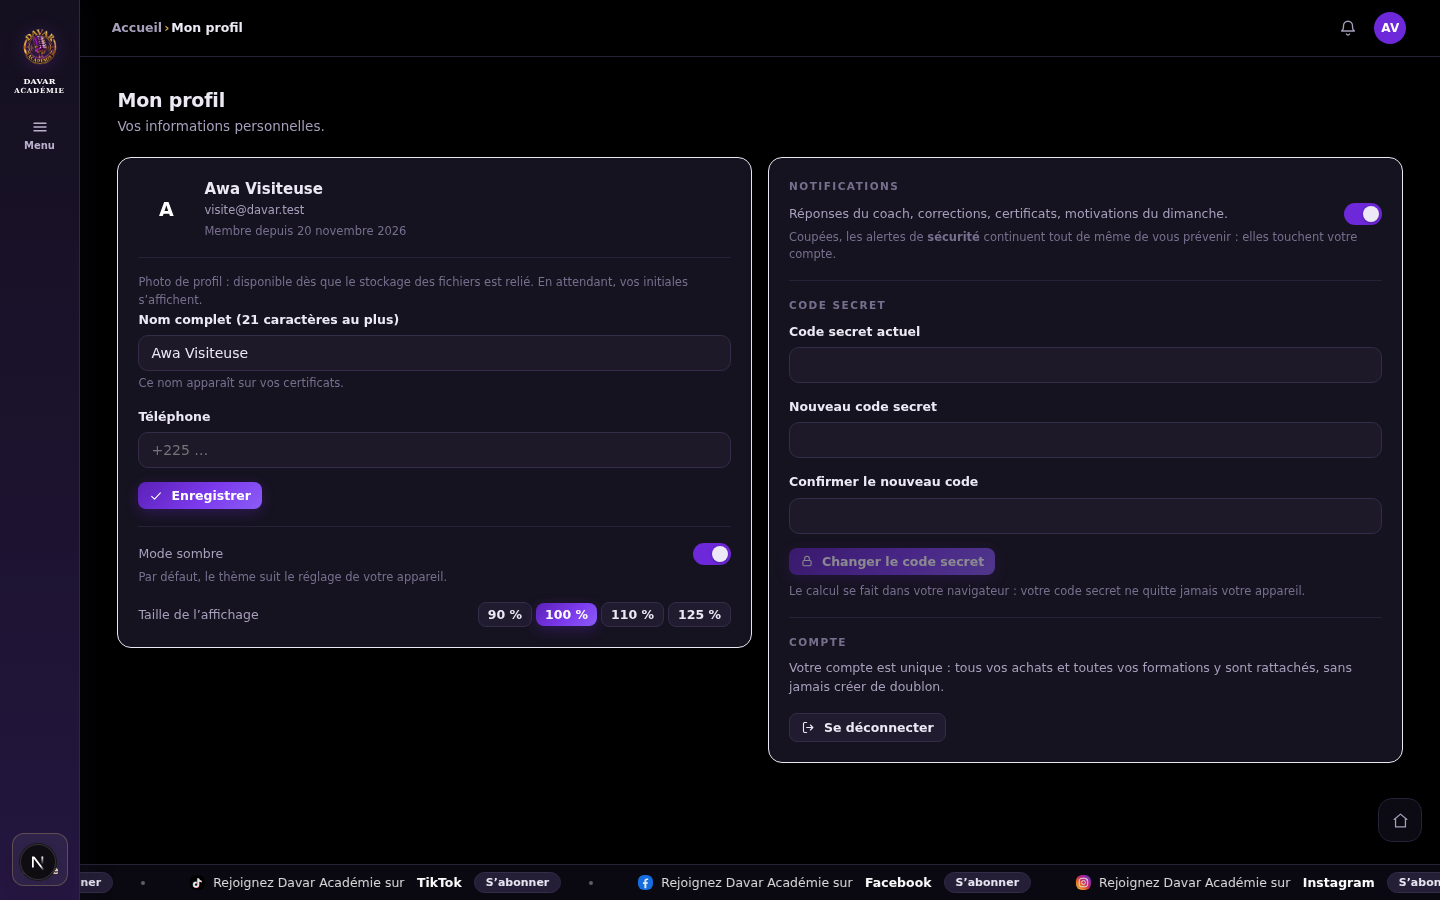 DAVAR
ACADÉMIE
Menu
Accueil › Mon profil
AV
Mon profil
Vos informations personnelles.
A
Awa Visiteuse
visite@davar.test
Membre depuis 20 novembre 2026
Photo de profil : disponible dès que le stockage des fichiers est relié. En attendant, vos initiales
s’affichent.
Nom complet (21 caractères au plus)
Awa Visiteuse
Ce nom apparaît sur vos certificats.
Téléphone
+225 …
Enregistrer
Mode sombre
Par défaut, le thème suit le réglage de votre appareil.
Taille de l’affichage
90 % 100 % 110 % 125 %
NOTIFICATIONS
Réponses du coach, corrections, certificats, motivations du dimanche.
Coupées, les alertes de sécurité continuent tout de même de vous prévenir : elles touchent votre
compte.
CODE SECRET
Code secret actuel
Nouveau code secret
Confirmer le nouveau code
Changer le code secret
Le calcul se fait dans votre navigateur : votre code secret ne quitte jamais votre appareil.
COMPTE
Votre compte est unique : tous vos achats et toutes vos formations y sont rattachés, sans
jamais créer de doublon.
Se déconnecter
N
nner • Rejoignez Davar Académie sur TikTok S’abonner • Rejoignez Davar Académie sur Facebook S’abonner Rejoignez Davar Académie sur Instagram S’abon